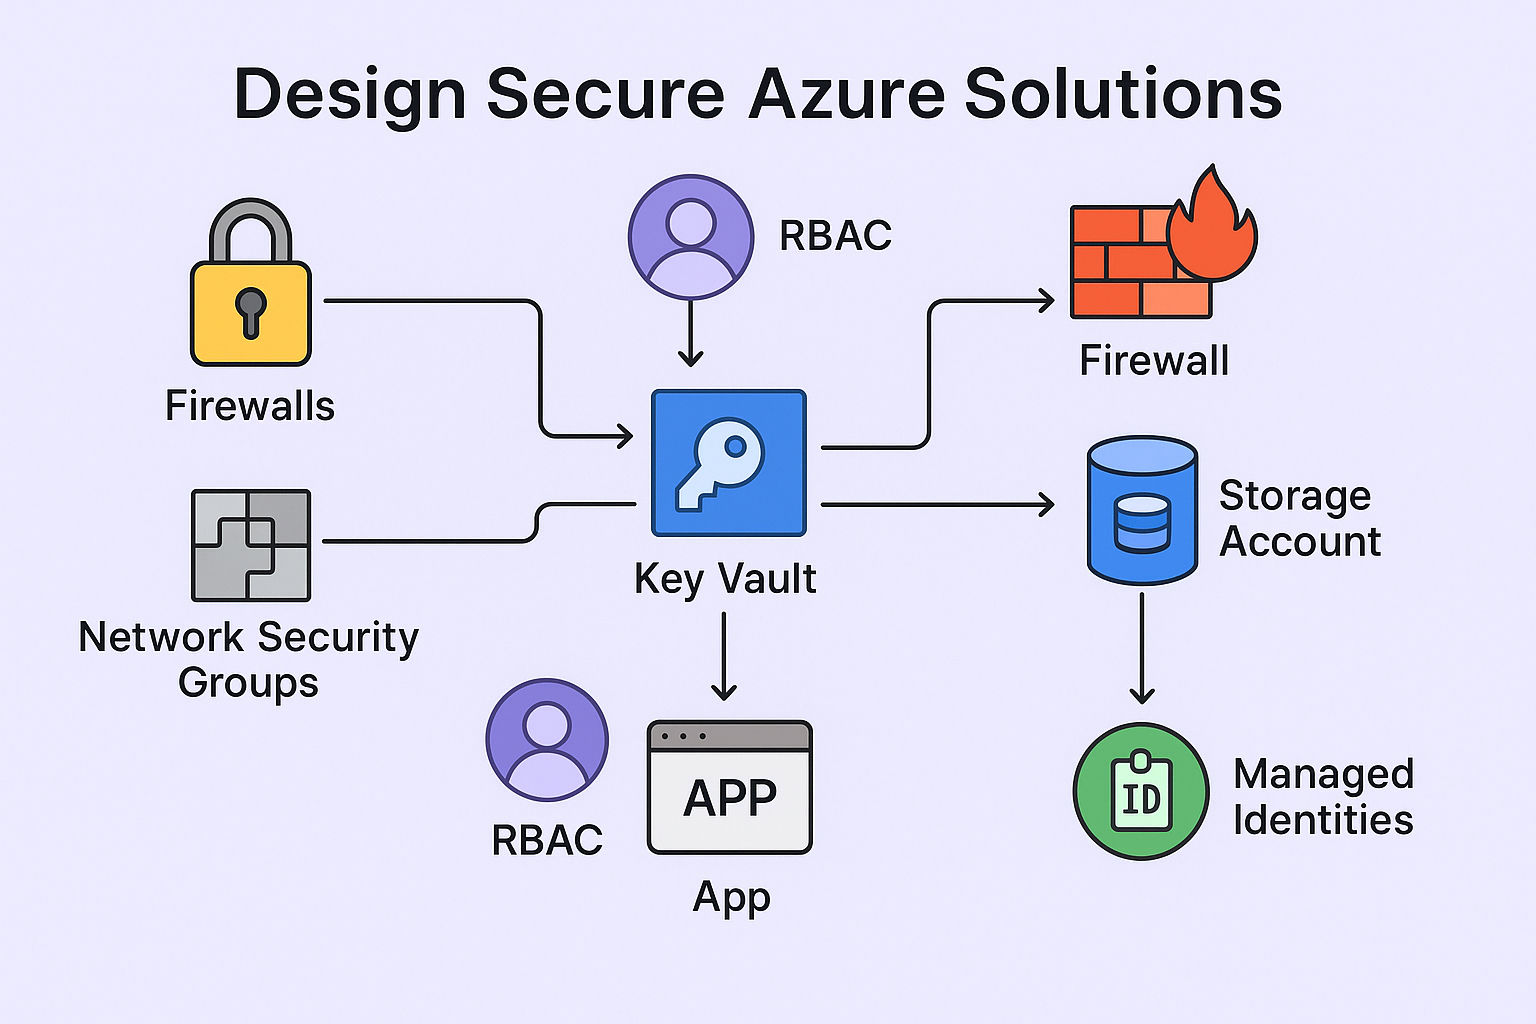 Design Secure Azure Solutions
RBAC
Firewalls
Firewall
Key Vault
Storage
Account
Network Security
Groups
RBAC
APP
App
ID
Managed
Identities